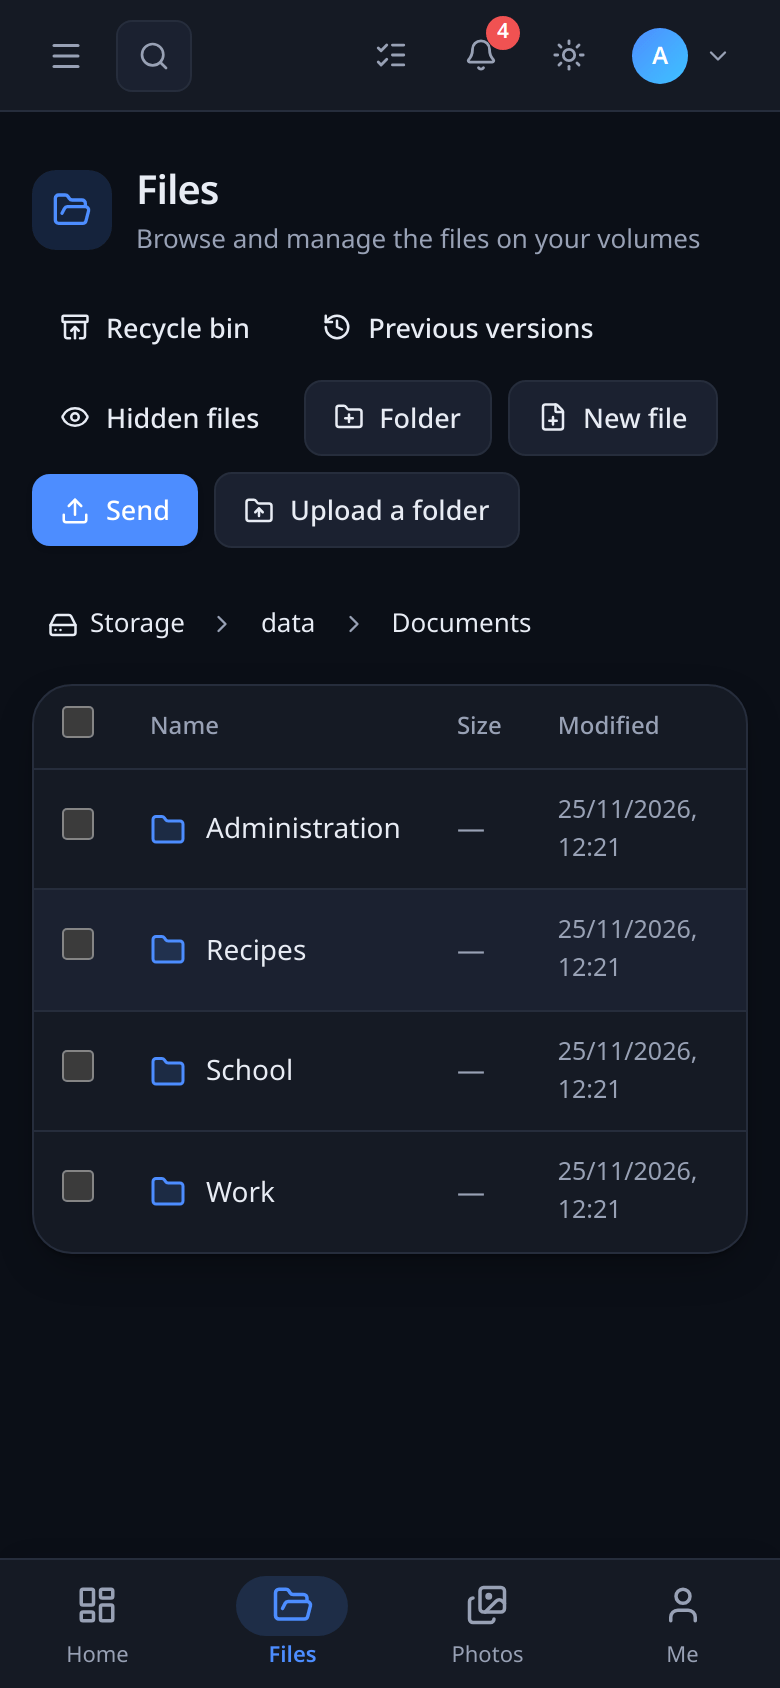 4
A
Files
Browse and manage the files on your volumes
Recycle bin
Previous versions
Hidden files
Folder
New file
Send
Upload a folder
Storage > data > Documents
Name Size Modified
Administration — 25/11/2026, 12:21
Recipes — 25/11/2026, 12:21
School — 25/11/2026, 12:21
Work — 25/11/2026, 12:21
Home
Files
Photos
Me